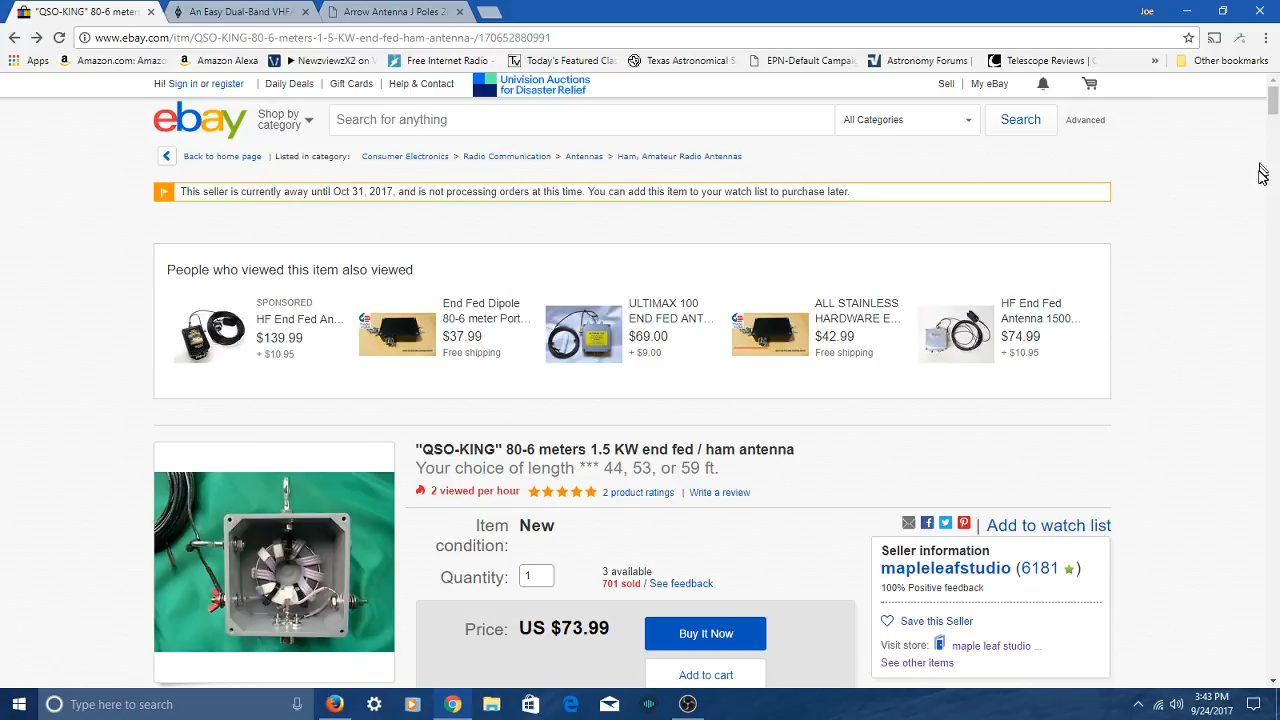 "QSO-KING" 80-6 meters
An Easy Dual-Band VHF/
Arrow Antenna J Poles 2
Joe
www.ebay.com/itm/QSO-KING-80-6-meters-1-5-KW-end-fed-ham-antenna-/170652880991
Apps Amazon.com: Amazo Amazon Alexa ▶ NewzviewX2 on Free Internet Radio - Today's Featured Clas Texas Astronomical S EPN-Default Campaig Astronomy Forums | Telescope Reviews | C » Other bookmarks
Hi! Sign in or register Daily Deals Gift Cards Help & Contact
Univision Auctions
for Disaster Relief
Sell My eBay
ebay
Shop by
category
Search for anything
All Categories
Search
Advanced
Back to home page Listed in category: Consumer Electronics > Radio Communication > Antennas > Ham, Amateur Radio Antennas
This seller is currently away until Oct 31, 2017, and is not processing orders at this time. You can add this item to your watch list to purchase later.
People who viewed this item also viewed
SPONSORED
HF End Fed An...
$139.99
+ $10.95
End Fed Dipole
80-6 meter Port...
$37.99
Free shipping
ULTIMAX 100
END FED ANT...
$69.00
+ $9.00
ALL STAINLESS
HARDWARE E...
$42.99
Free shipping
HF End Fed
Antenna 1500...
$74.99
+ $10.95
"QSO-KING" 80-6 meters 1.5 KW end fed / ham antenna
Your choice of length *** 44, 53, or 59 ft.
2 viewed per hour
2 product ratings | Write a review
Item
condition:
New
Quantity:
1
3 available
701 sold / See feedback
Price:
US $73.99
Buy It Now
Add to cart
| Add to watch list
Seller information
mapleleafstudio (6181 )
100% Positive feedback
Save this Seller
Visit store: maple leaf studio ...
See other items
Type here to search
3:43 PM
9/24/2017